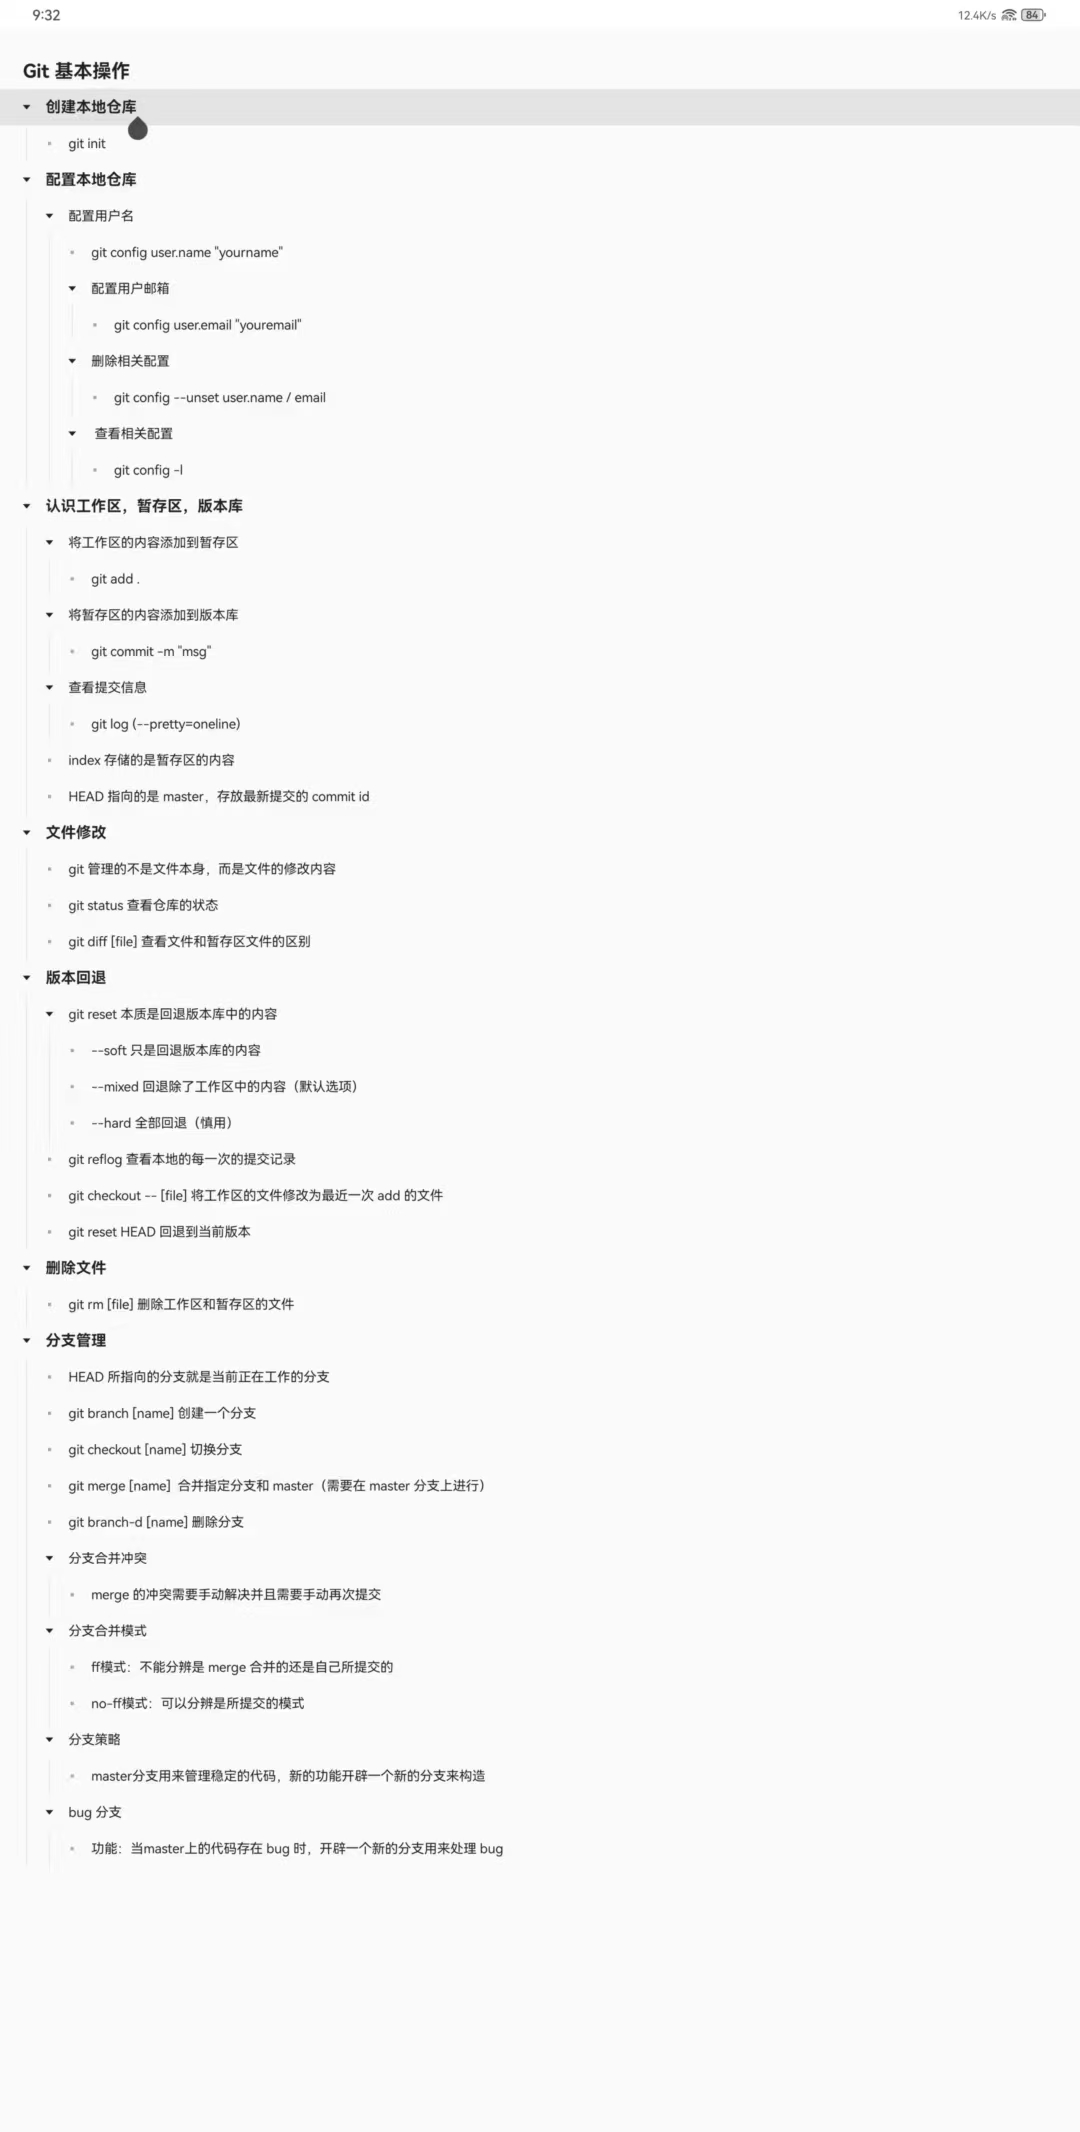 9:32
12.4K/s
84
Git 基本操作
创建本地仓库
git init
配置本地仓库
配置用户名
git config user.name "yourname"
配置用户邮箱
git config user.email "youremail"
删除相关配置
git config --unset user.name / email
查看相关配置
git config -l
认识工作区，暂存区，版本库
将工作区的内容添加到暂存区
git add .
将暂存区的内容添加到版本库
git commit -m "msg"
查看提交信息
git log (--pretty=oneline)
index 存储的是暂存区的内容
HEAD 指向的是 master，存放最新提交的 commit id
文件修改
git 管理的不是文件本身，而是文件的修改内容
git status 查看仓库的状态
git diff [file] 查看文件和暂存区文件的区别
版本回退
git reset 本质是回退版本库中的内容
--soft 只是回退版本库的内容
--mixed 回退除了工作区中的内容（默认选项）
--hard 全部回退（慎用）
git reflog 查看本地的每一次的提交记录
git checkout -- [file] 将工作区的文件修改为最近一次 add 的文件
git reset HEAD 回退到当前版本
删除文件
git rm [file] 删除工作区和暂存区的文件
分支管理
HEAD 所指向的分支就是当前正在工作的分支
git branch [name] 创建一个分支
git checkout [name] 切换分支
git merge [name] 合并指定分支和 master（需要在 master 分支上进行）
git branch-d [name] 删除分支
分支合并冲突
merge 的冲突需要手动解决并且需要手动再次提交
分支合并模式
ff模式：不能分辨是 merge 合并的还是自己所提交的
no-ff模式：可以分辨是所提交的模式
分支策略
master分支用来管理稳定的代码，新的功能开辟一个新的分支来构造
bug 分支
功能：当master上的代码存在 bug 时，开辟一个新的分支用来处理 bug